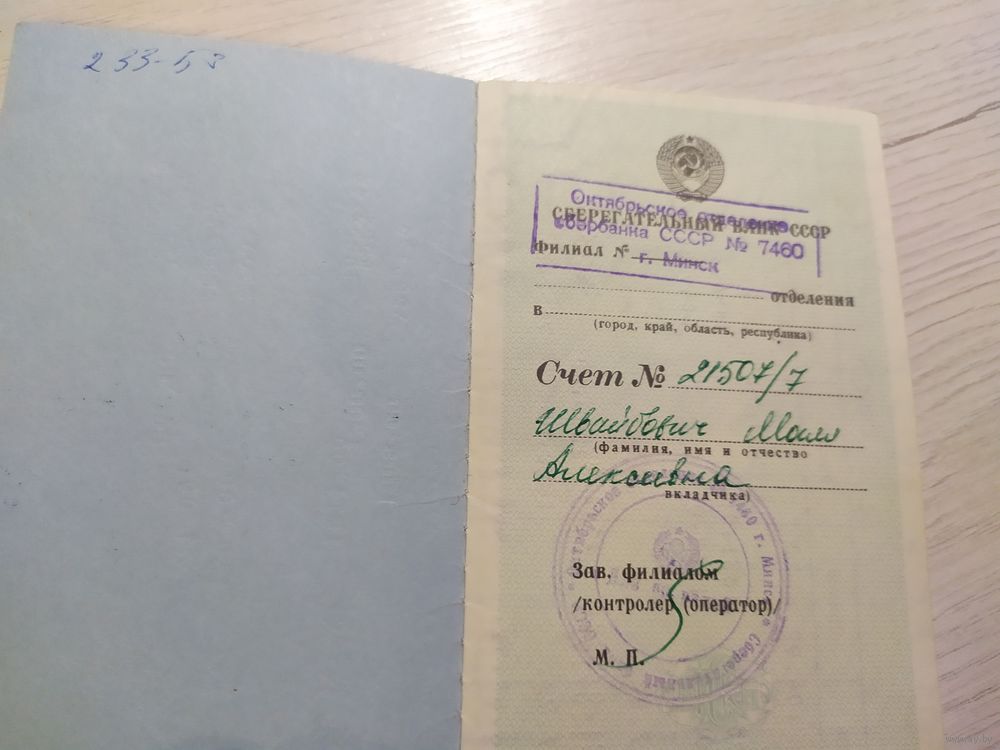 233-53
Октябрьское отделение
СБЕРЕГАТЕЛЬНЫЙ БАНК СССР
сбербанка СССР № 7460
Филиал №
г. Минск
отделения
в
(город, край, область, республика)
Счет № 21507/7
Швайбович
(фамилия, имя и отчество
Алексеевна
вкладчика)
Зав. филиалом
/контролер (оператор)/
М. П.